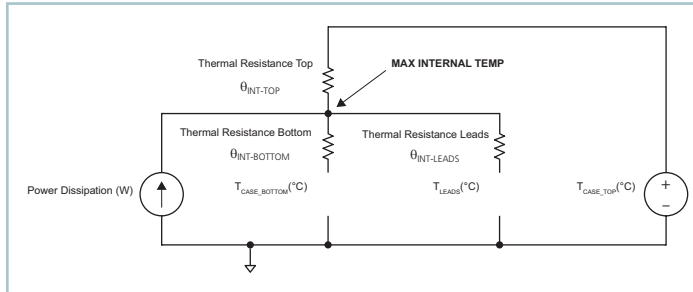 Thermal Resistance Top
MAX INTERNAL TEMP
θINT-TOP
Thermal Resistance Bottom
Thermal Resistance Leads
θINT-BOTTOM
θINT-LEADS
Power Dissipation (W)
TCASE_BOTTOM(°C)
TLEADS(°C)
TCASE_TOP(°C)
+
–